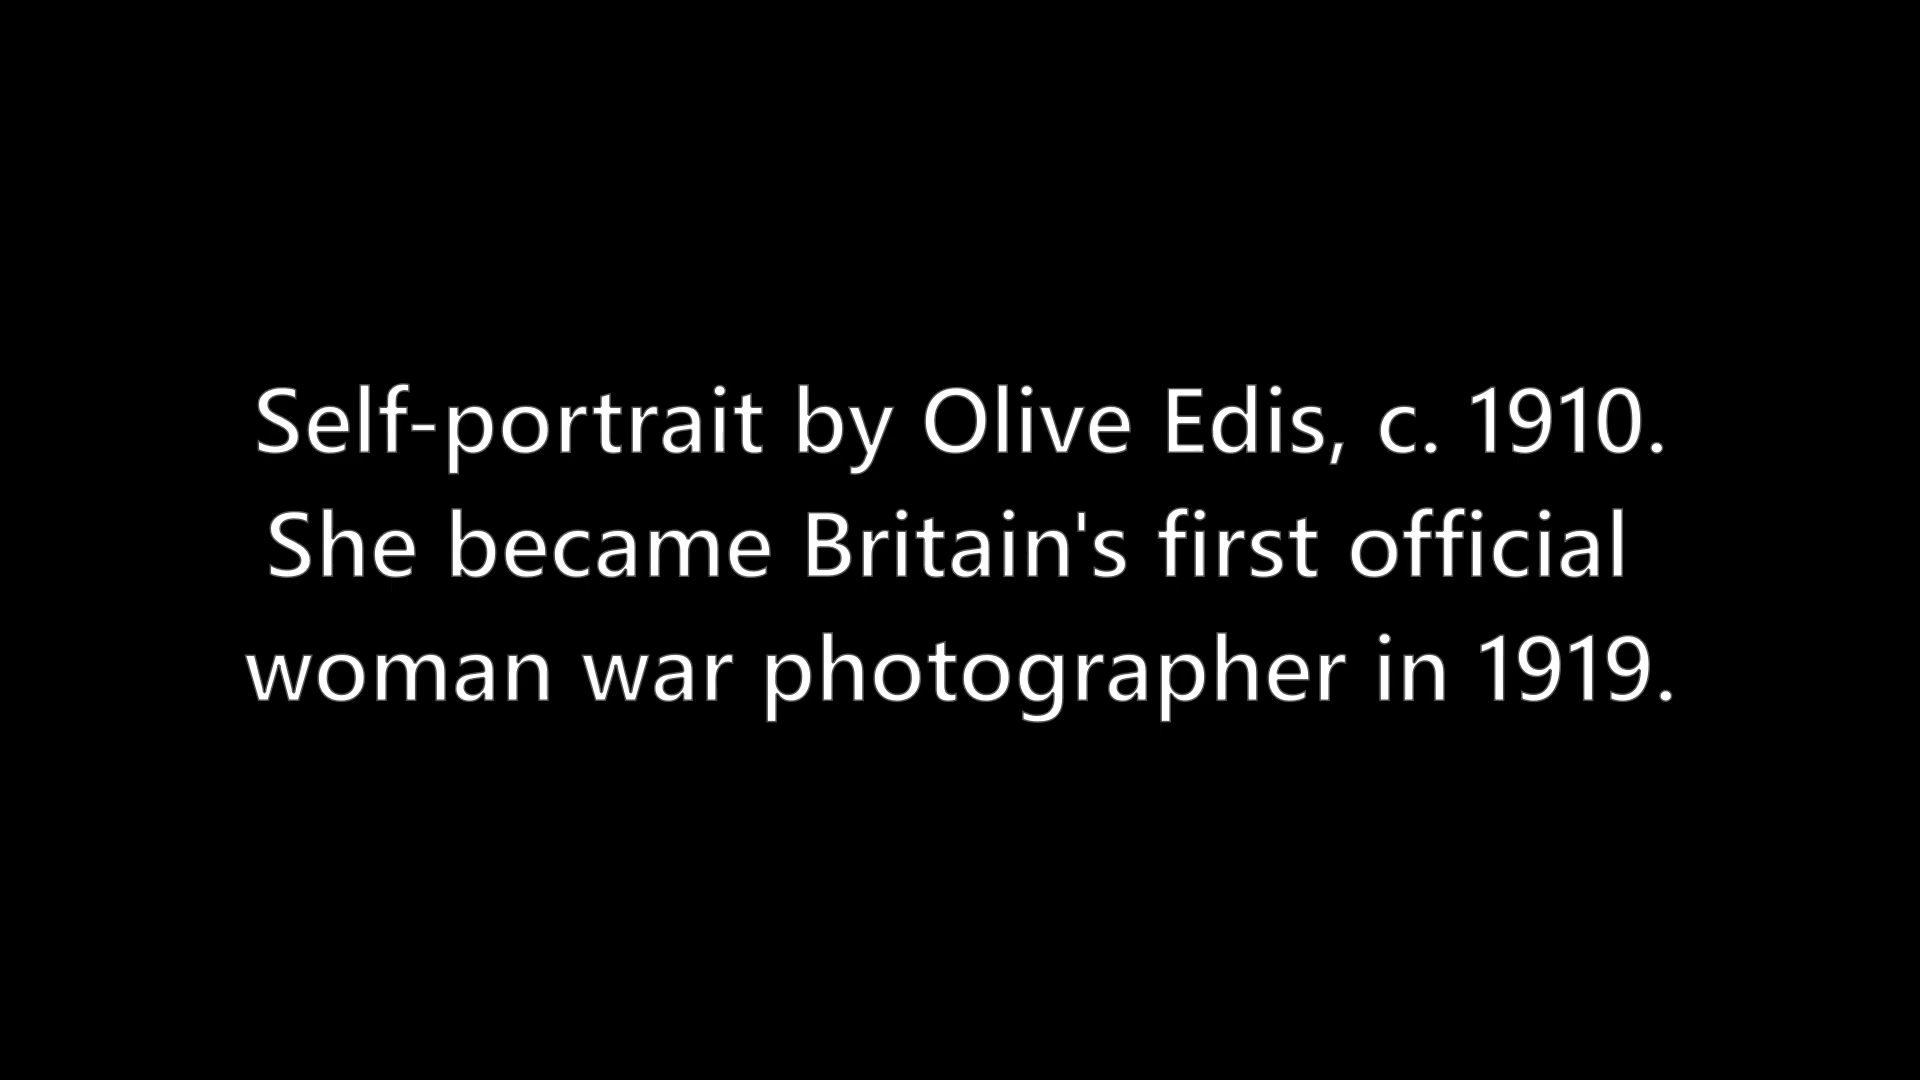 Self-portrait by Olive Edis, c. 1910.
She became Britain's first official
woman war photographer in 1919.